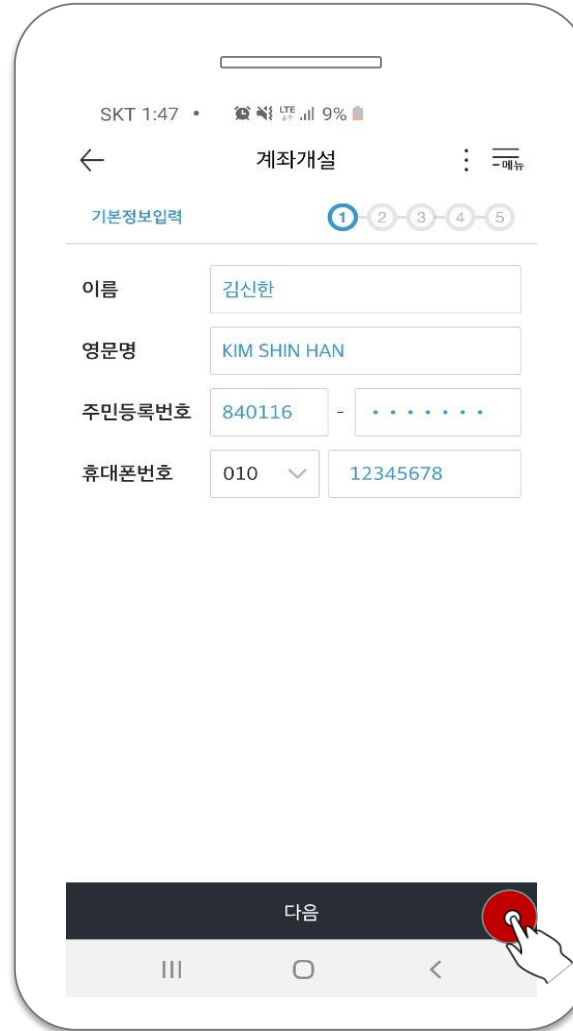 SKT 1:47 • LTE 9%
계좌개설 메뉴
기본정보입력 1 2 3 4 5
이름 김신한
영문명 KIM SHIN HAN
주민등록번호 840116 - • • • • • • •
휴대폰번호 010 12345678
다음